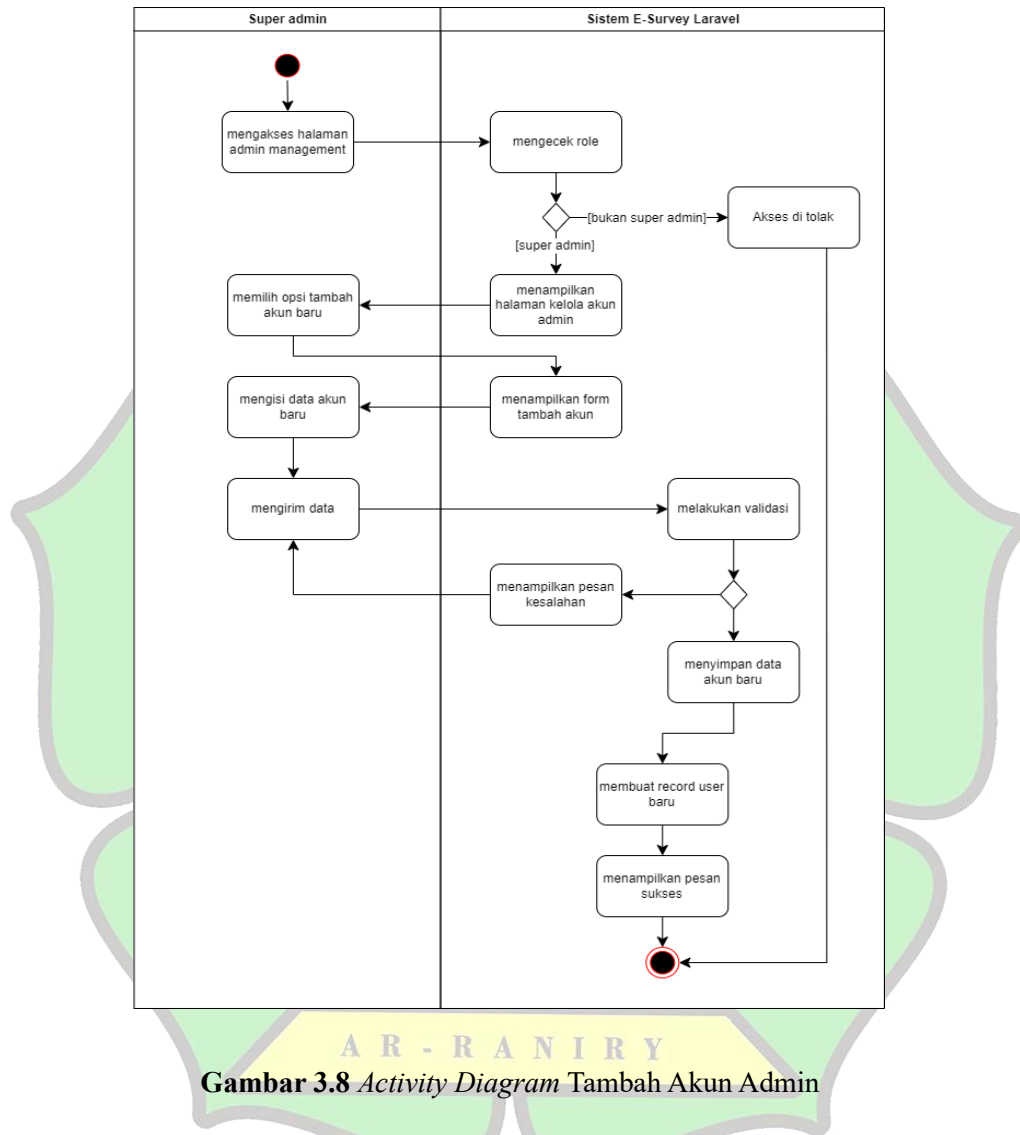 Super admin
Sistem E-Survey Laravel
mengakses halaman
admin management
mengecek role
[bukan super admin]
Akses di tolak
[super admin]
menampilkan
halaman kelola akun
admin
memilih opsi tambah
akun baru
menampilkan form
tambah akun
mengisi data akun
baru
mengirim data
melakukan validasi
menampilkan pesan
kesalahan
menyimpan data
akun baru
membuat record user
baru
menampilkan pesan
sukses
AR-RANIRY
Gambar 3.8 Activity Diagram Tambah Akun Admin